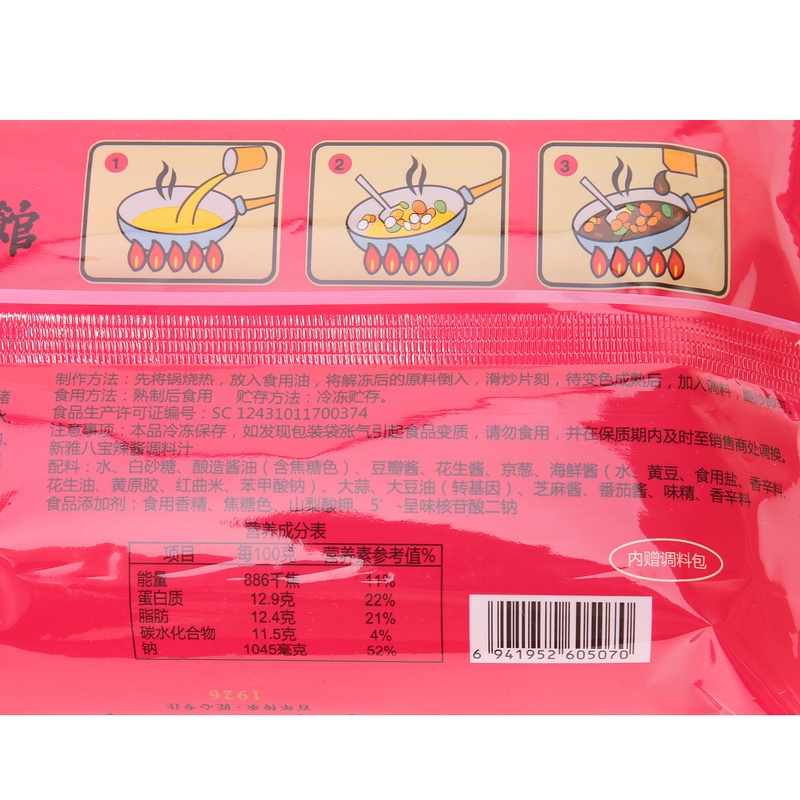 1
2
3
馆
制作方法：先将锅烧热，放入食用油，将解冻后的原料倒入，滑炒片刻，待变色成熟后，加入调料，翻炒即可
食用方法：熟制后食用 贮存方法：冷冻贮存。
食品生产许可证编号：SC 12431011700374
注意事项：本品冷冻保存，如发现包装袋涨气引起食品变质，请勿食用，并在保质期内及时至销售商处调换。
新雅八宝辣酱调料汁
配料：水、白砂糖、酿造酱油（含焦糖色）、豆瓣酱、花生酱、京葱、海鲜酱（水、黄豆、食用盐、香辛料、
花生油、黄原胶、红曲米、苯甲酸钠）、大蒜、大豆油（转基因）、芝麻酱、番茄酱、味精、香辛料
食品添加剂：食用香精、焦糖色、山梨酸钾、5’-呈味核苷酸二钠
营养成分表
项目 每100克 营养素参考值%
能量 886千焦 11%
蛋白质 12.9克 22%
脂肪 12.4克 21%
碳水化合物 11.5克 4%
钠 1045毫克 52%
内赠调料包
6 941952 605070
1926
百年传承·匠心专注